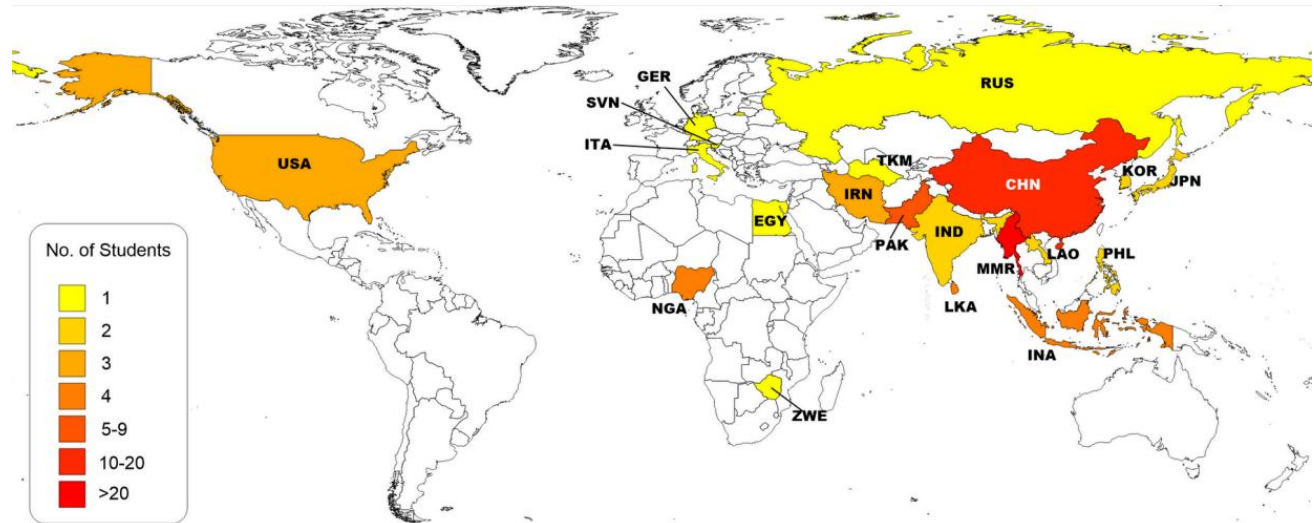 GER
SVN
ITA
RUS
USA
TKM
KOR
JPN
IRN
CHN
EGY
PAK
IND
MMR
LAO
PHL
NGA
LKA
INA
ZWE
No. of Students
1
2
3
4
5-9
10-20
>20